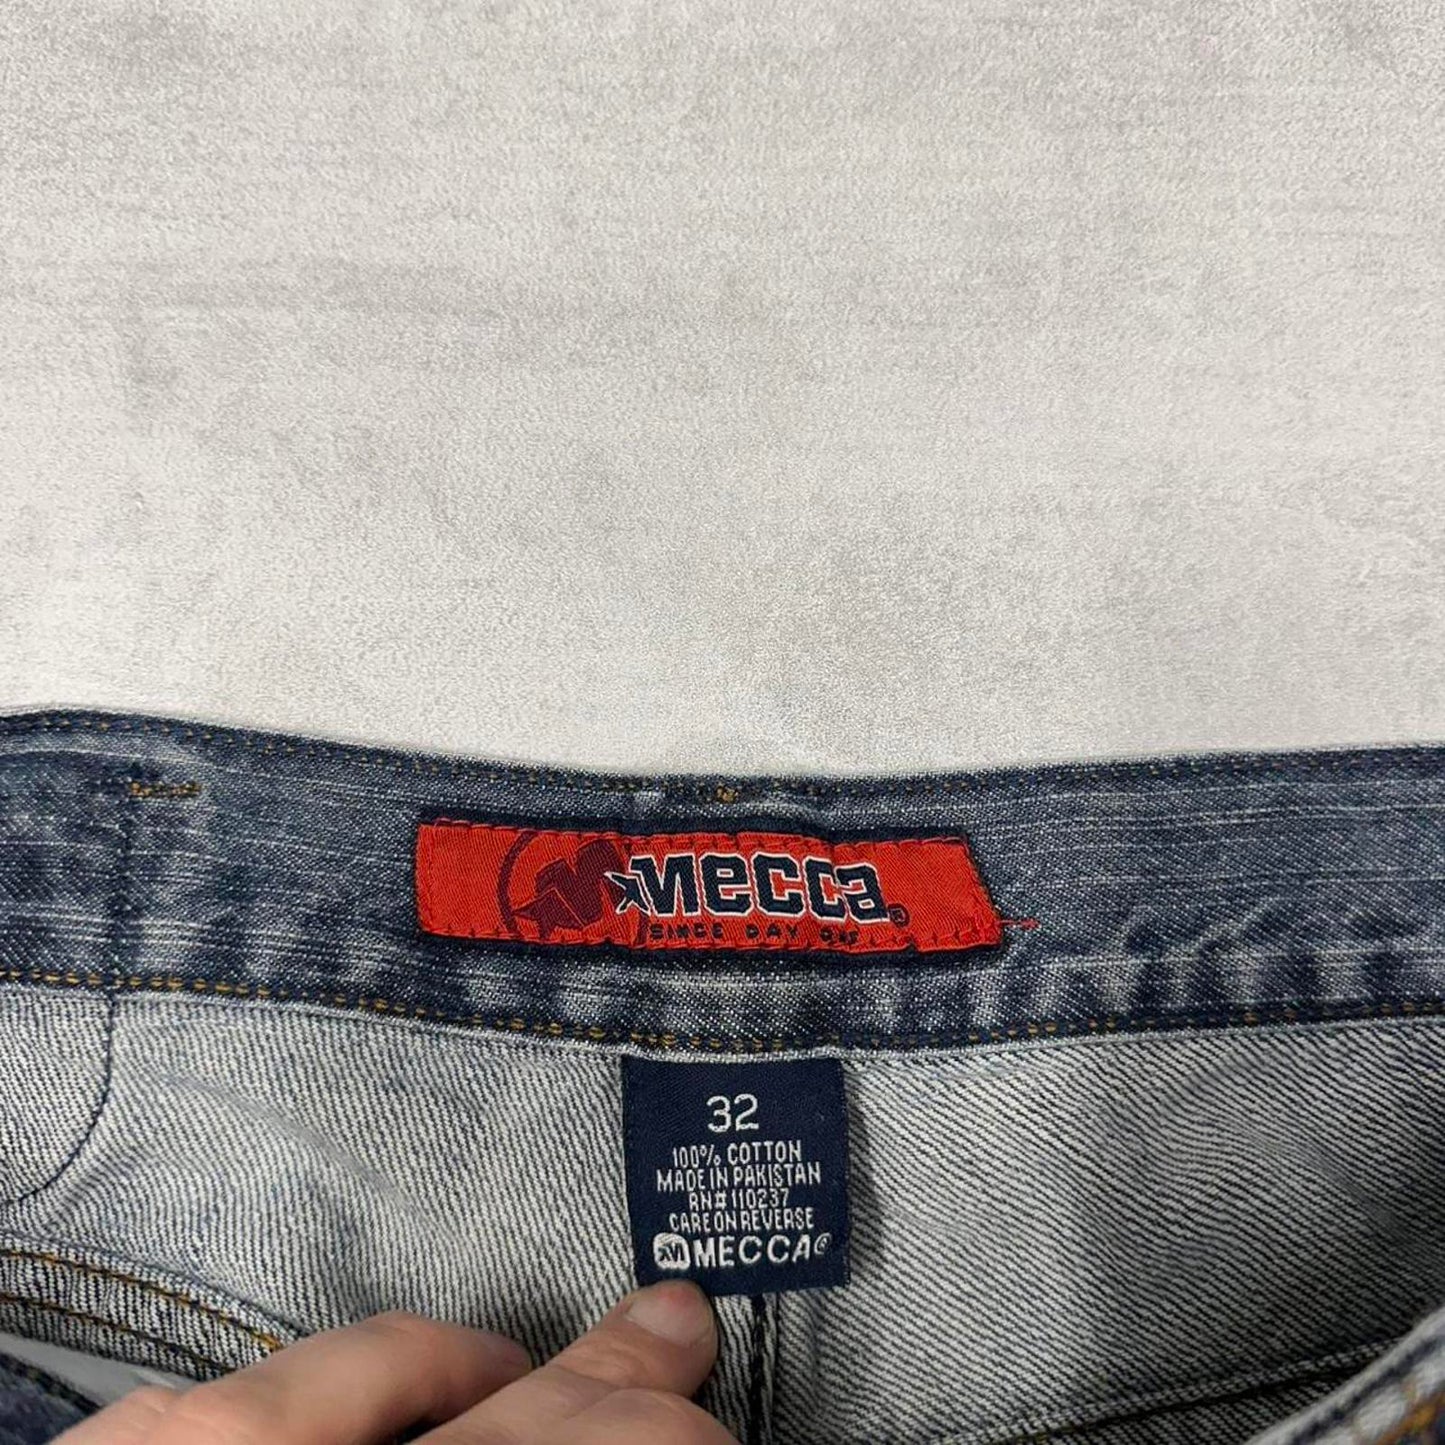 mecca®
SINCE DAY ONE
32
100% COTTON
MADE IN PAKISTAN
RN#110237
CARE ON REVERSE
M MECCA®